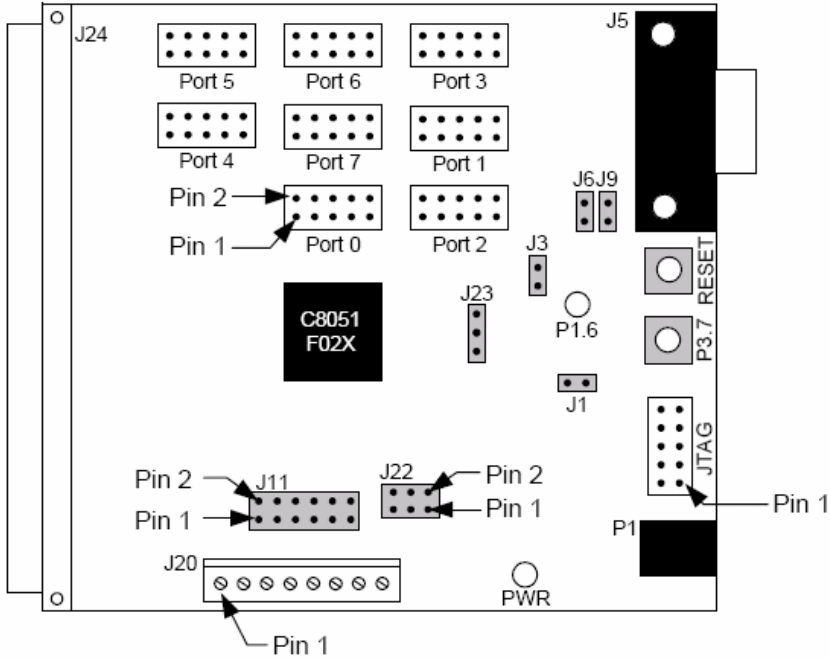 J24
J5
Port 5
Port 6
Port 3
Port 4
Port 7
Port 1
Pin 2
Pin 1
Port 0
Port 2
J6
J9
J3
RESET
J23
C8051
F02X
P1.6
P3.7
J1
JTAG
Pin 2
J11
J22
Pin 2
Pin 1
Pin 1
Pin 1
P1
J20
PWR
Pin 1